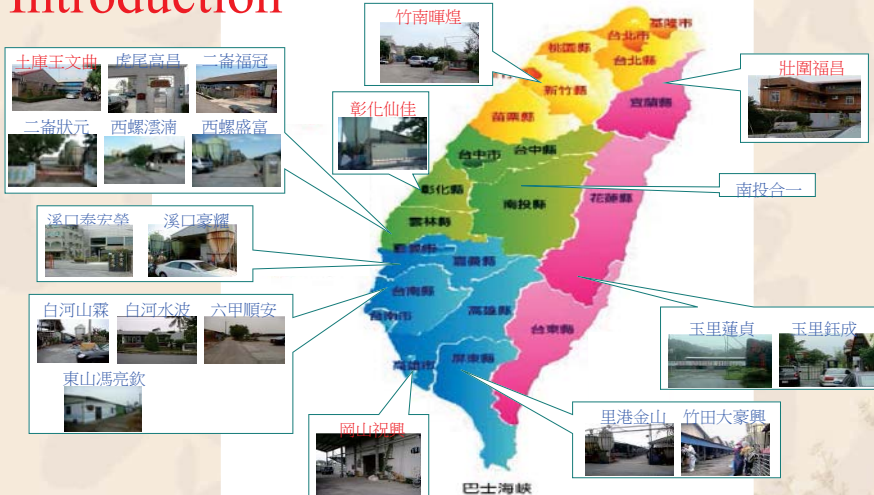 Introduction
竹南暉煌
土庫王文曲 虎尾高昌 二崙福冠
二崙狀元 西螺澐湳 西螺盛富
彰化仙佳
壯圍福昌
南投合一
溪口泰宏榮 溪口豪耀
白河山霖 白河水波 六甲順安
東山馮亮欽
玉里蓮貞 玉里鈺成
里港金山 竹田大豪興
岡山祝興
基隆市
台北市
台北縣
桃園縣
新竹縣
宜蘭縣
苗栗縣
台中市
台中縣
彰化縣
南投縣
花蓮縣
雲林縣
嘉義市
嘉義縣
台南縣
台南市
高雄縣
台東縣
高雄市
屏東縣
巴士海峽